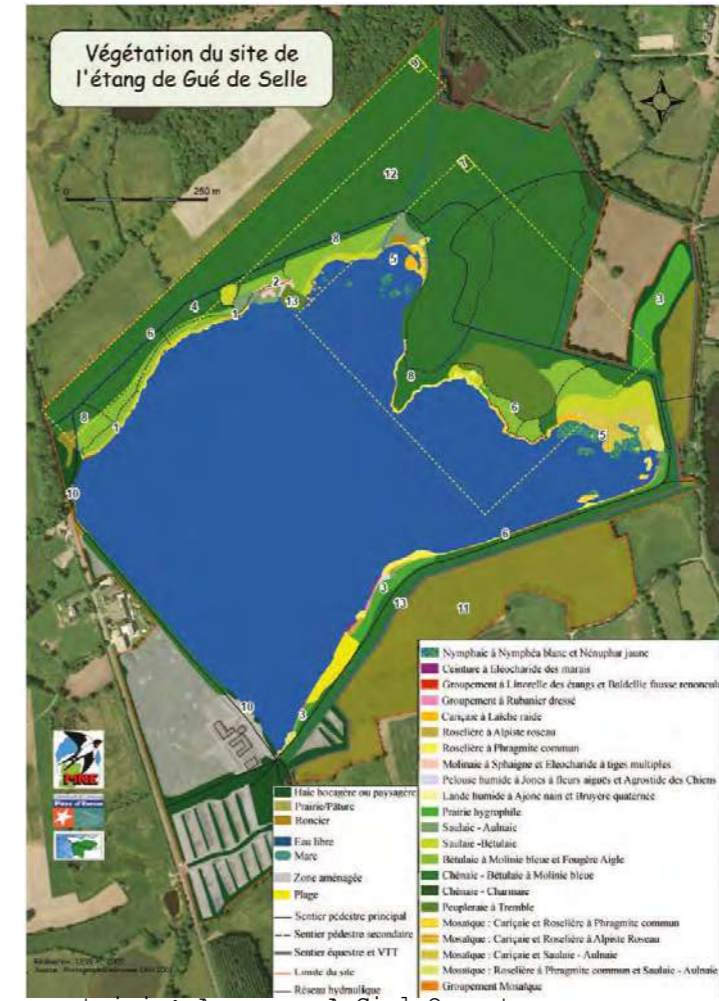 Végétation du site de
l'étang de Gué de Selle
N
0 250 m
9
7
12
8
5
2
13
1
4
6
3
8
8
1
6
5
10
6
3
13
11
10
3
Nymphaie à Nymphéa blanc et Nénuphar jaune
Ceinture à Eléocharide des marais
Groupement à Littorelle des étangs et Baldellie fausse renoncule
Groupement à Rubanier dressé
Cariçaie à Laîche raide
Roselière à Alpiste roseau
Roselière à Phragmite commun
Molinaie à Sphaigne et Eleocharide à tiges multiples
Pelouse humide à Joncs à fleurs aiguës et Agrostide des Chiens
Lande humide à Ajonc nain et Bruyère quaternée
Prairie hygrophile
Saulaie - Aulnaie
Saulaie -Bétulaie
Bétulaie à Molinie bleue et Fougère Aigle
Chênaie - Bétulaie à Molinie bleue
Chênaie - Charmaie
Peupleraie à Tremble
Mosaïque : Cariçaie et Roselière à Phragmite commun
Mosaïque : Cariçaie et Roselière à Alpiste Roseau
Mosaïque : Cariçaie et Saulaie - Aulnaie
Mosaïque : Roselière à Phragmite commun et Saulaie - Aulnaie
Groupement Mosaïque
Haie bocagère ou paysagère
Prairie/Pâture
Roncier
Eau libre
Mare
Zone aménagée
Plage
Sentier pédestre principal
Sentier pédestre secondaire
Sentier équestre et VTT
Limite du site
Réseau hydraulique